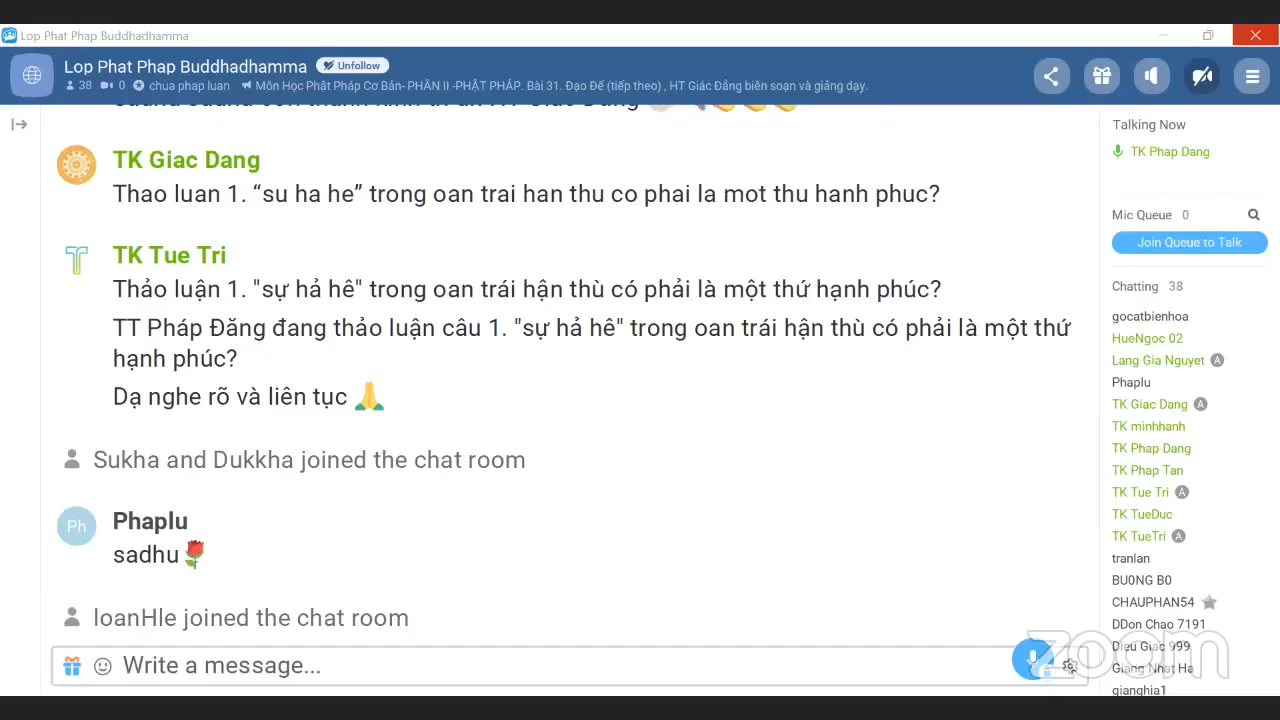 Lop Phat Phap Buddhadhamma
Lop Phat Phap Buddhadhamma Unfollow
38 0 chua phap luan Môn Học Phật Pháp Cơ Bản- PHẦN II -PHẬT PHÁP. Bài 31. Đạo Đế (tiếp theo) , HT Giác Đẳng biên soạn và giảng dạy.
TK Giac Dang
Thao luan 1. “su ha he” trong oan trai han thu co phai la mot thu hanh phuc?
TK Tue Tri
Thảo luận 1. "sự hả hê" trong oan trái hận thù có phải là một thứ hạnh phúc?
TT Pháp Đăng đang thảo luận câu 1. "sự hả hê" trong oan trái hận thù có phải là một thứ
hạnh phúc?
Dạ nghe rõ và liên tục 🙏
Sukha and Dukkha joined the chat room
Ph
Phaplu
sadhu🌹
loanHle joined the chat room
Write a message...
Talking Now
TK Phap Dang
Mic Queue 0
Join Queue to Talk
Chatting 38
gocatbienhoa
HueNgoc 02
Lang Gia Nguyet A
Phaplu
TK Giac Dang A
TK minhhanh
TK Phap Dang
TK Phap Tan
TK Tue Tri A
TK TueDuc
TK TueTri A
tranlan
BU0NG B0
CHAUPHAN54
DDon Chao 7191
Dieu Giac 999
Giang Nhat Ha
gianghia1
zoom